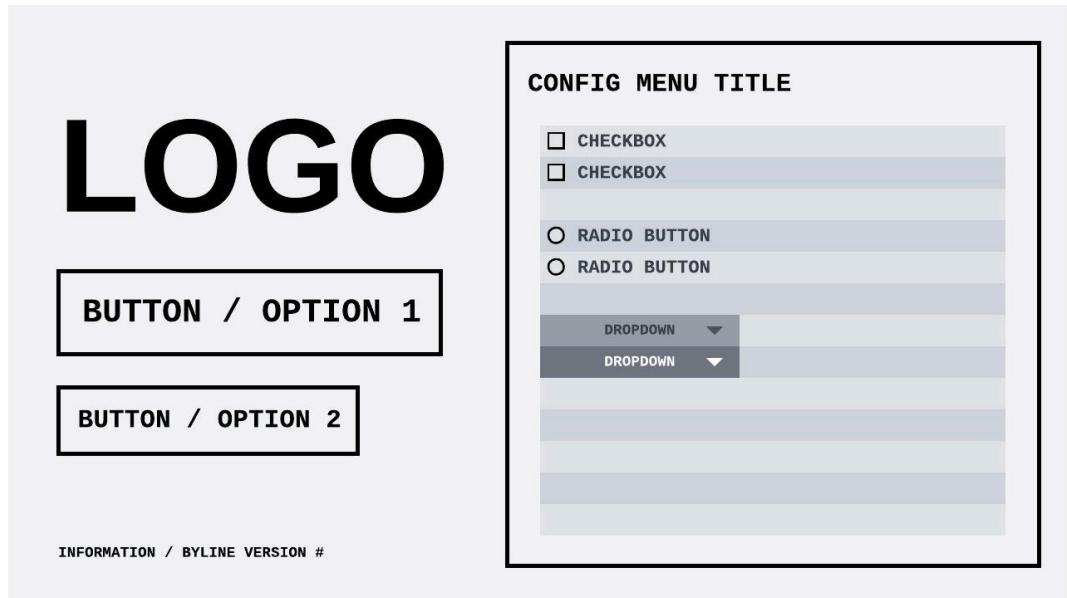 LOGO
BUTTON / OPTION 1
BUTTON / OPTION 2
INFORMATION / BYLINE VERSION #
CONFIG MENU TITLE
CHECKBOX
CHECKBOX
RADIO BUTTON
RADIO BUTTON
DROPDOWN
DROPDOWN